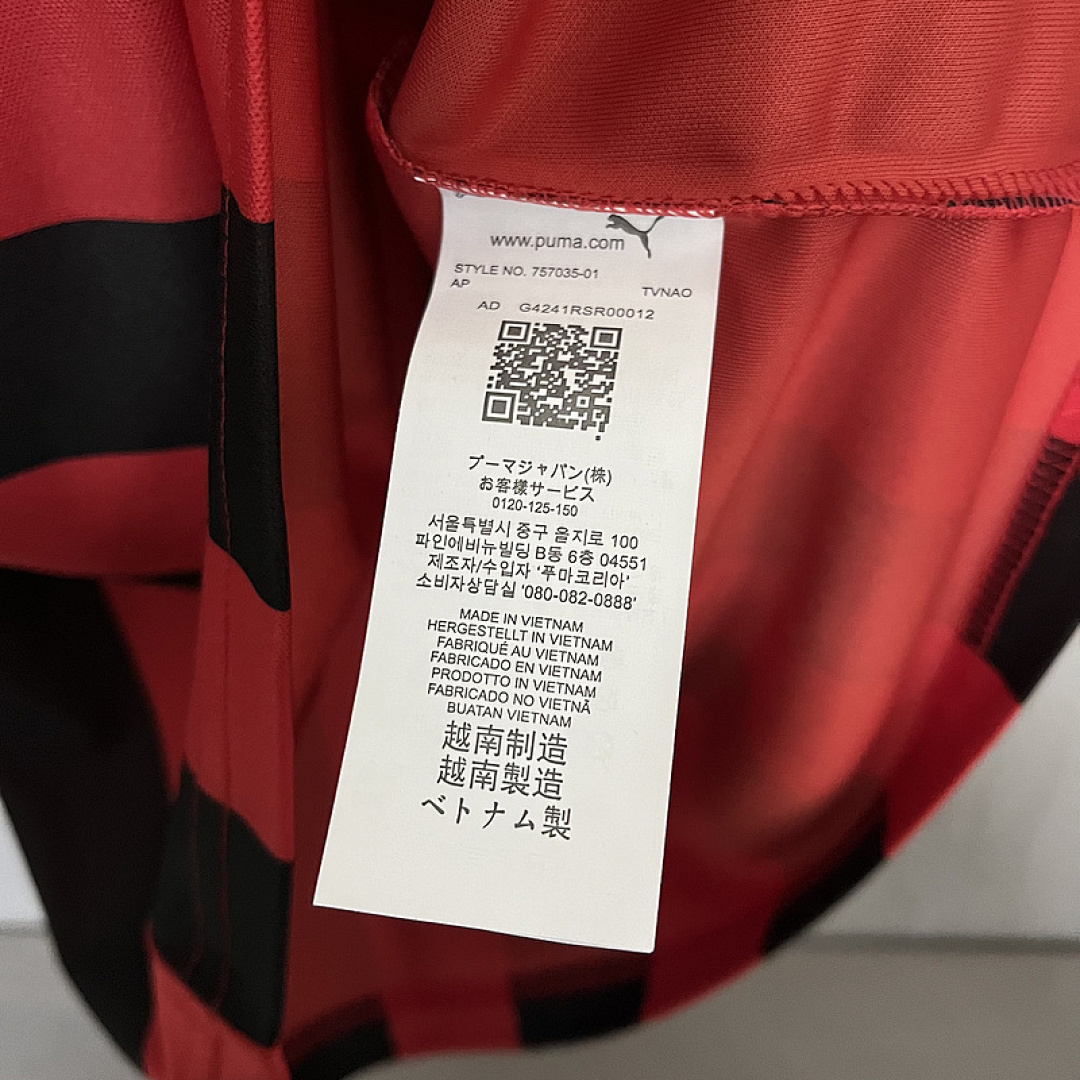 www.puma.com
STYLE NO. 757035-01
AP TVNAO
AD G4241RSR00012
プーマジャパン(株)
お客様サービス
0120-125-150
서울특별시 중구 을지로 100
파인에비뉴빌딩 B동 6층 04551
제조자/수입자 '푸마코리아'
소비자상담실 '080-082-0888'
MADE IN VIETNAM
HERGESTELLT IN VIETNAM
FABRIQUÉ AU VIETNAM
FABRICADO EN VIETNAM
PRODOTTO IN VIETNAM
FABRICADO NO VIETNÃ
BUATAN VIETNAM
越南制造
越南製造
ベトナム製